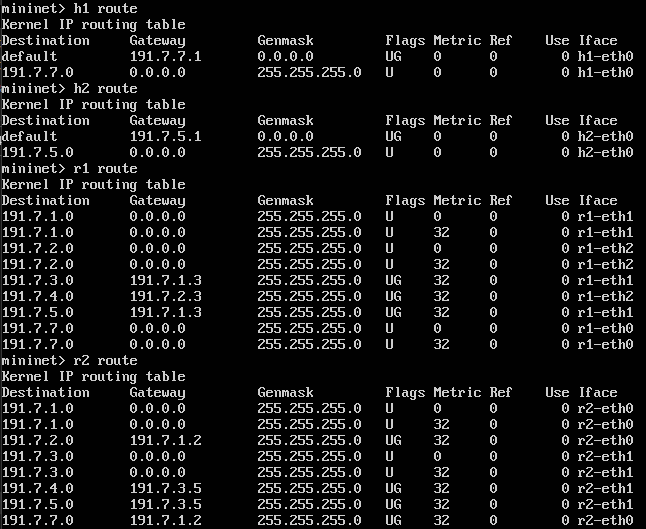 mininet> h1 route
Kernel IP routing table
Destination     Gateway         Genmask         Flags Metric Ref    Use Iface
default         191.7.7.1       0.0.0.0         UG    0      0        0 h1-eth0
191.7.7.0       0.0.0.0         255.255.255.0   U     0      0        0 h1-eth0
mininet> h2 route
Kernel IP routing table
Destination     Gateway         Genmask         Flags Metric Ref    Use Iface
default         191.7.5.1       0.0.0.0         UG    0      0        0 h2-eth0
191.7.5.0       0.0.0.0         255.255.255.0   U     0      0        0 h2-eth0
mininet> r1 route
Kernel IP routing table
Destination     Gateway         Genmask         Flags Metric Ref    Use Iface
191.7.1.0       0.0.0.0         255.255.255.0   U     0      0        0 r1-eth1
191.7.1.0       0.0.0.0         255.255.255.0   U     32     0        0 r1-eth1
191.7.2.0       0.0.0.0         255.255.255.0   U     0      0        0 r1-eth2
191.7.2.0       0.0.0.0         255.255.255.0   U     32     0        0 r1-eth2
191.7.3.0       191.7.1.3       255.255.255.0   UG    32     0        0 r1-eth1
191.7.4.0       191.7.2.3       255.255.255.0   UG    32     0        0 r1-eth2
191.7.5.0       191.7.1.3       255.255.255.0   UG    32     0        0 r1-eth1
191.7.7.0       0.0.0.0         255.255.255.0   U     0      0        0 r1-eth0
191.7.7.0       0.0.0.0         255.255.255.0   U     32     0        0 r1-eth0
mininet> r2 route
Kernel IP routing table
Destination     Gateway         Genmask         Flags Metric Ref    Use Iface
191.7.1.0       0.0.0.0         255.255.255.0   U     0      0        0 r2-eth0
191.7.1.0       0.0.0.0         255.255.255.0   U     32     0        0 r2-eth0
191.7.2.0       191.7.1.2       255.255.255.0   UG    32     0        0 r2-eth0
191.7.3.0       0.0.0.0         255.255.255.0   U     0      0        0 r2-eth1
191.7.3.0       0.0.0.0         255.255.255.0   U     32     0        0 r2-eth1
191.7.4.0       191.7.3.5       255.255.255.0   UG    32     0        0 r2-eth1
191.7.5.0       191.7.3.5       255.255.255.0   UG    32     0        0 r2-eth1
191.7.7.0       191.7.1.2       255.255.255.0   UG    32     0        0 r2-eth0